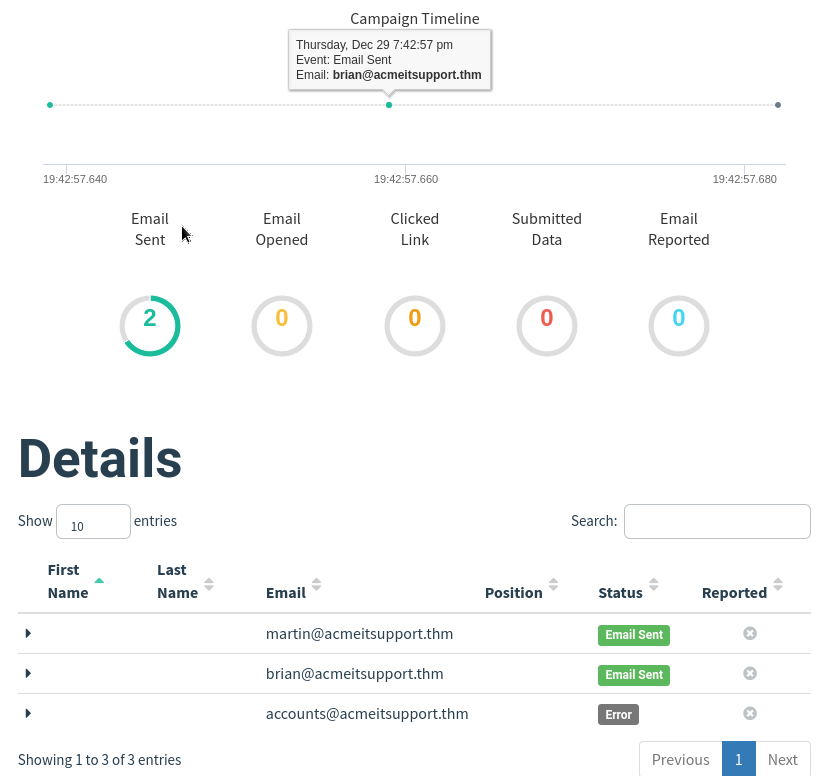 Campaign Timeline
Thursday, Dec 29 7:42:57 pm
Event: Email Sent
Email: brian@acmeitsupport.thm
19:42:57.640 19:42:57.660 19:42:57.680
Email Sent
Email Opened
Clicked Link
Submitted Data
Email Reported
2 0 0 0 0
Details
Show 10 entries Search:
First Name Last Name Email Position Status Reported
martin@acmeitsupport.thm Email Sent
brian@acmeitsupport.thm Email Sent
accounts@acmeitsupport.thm Error
Showing 1 to 3 of 3 entries Previous 1 Next